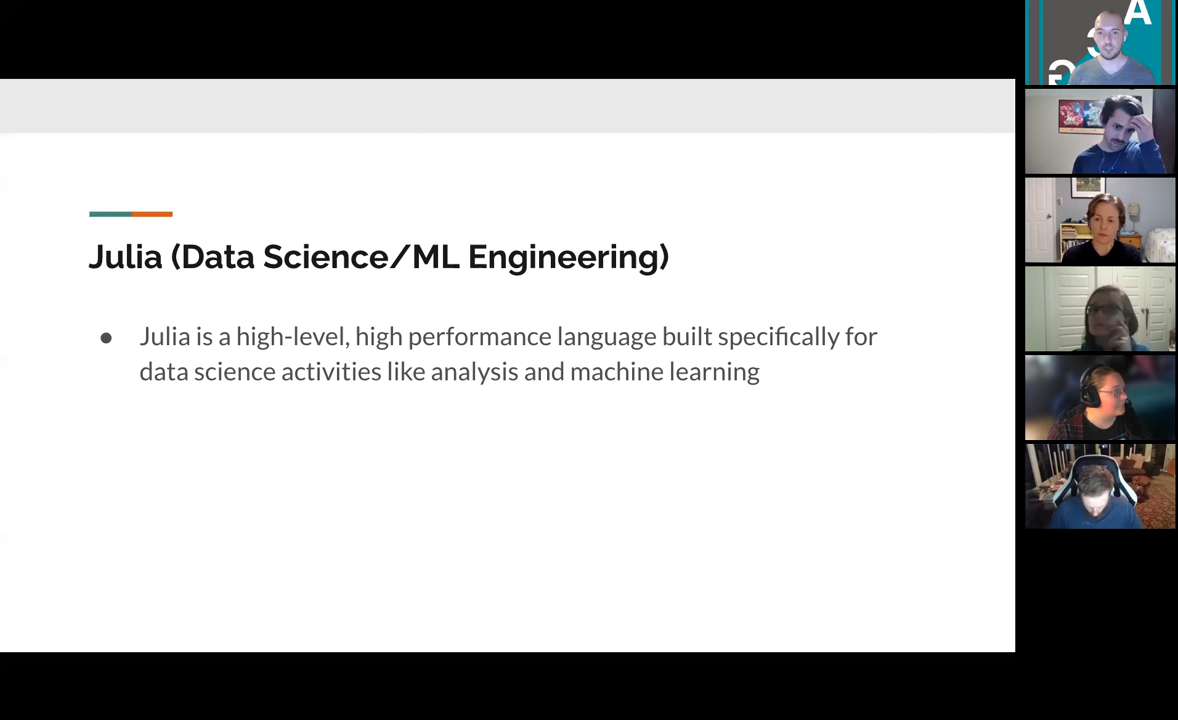 Julia (Data Science/ML Engineering)
● Julia is a high-level, high performance language built specifically for
data science activities like analysis and machine learning
A
G